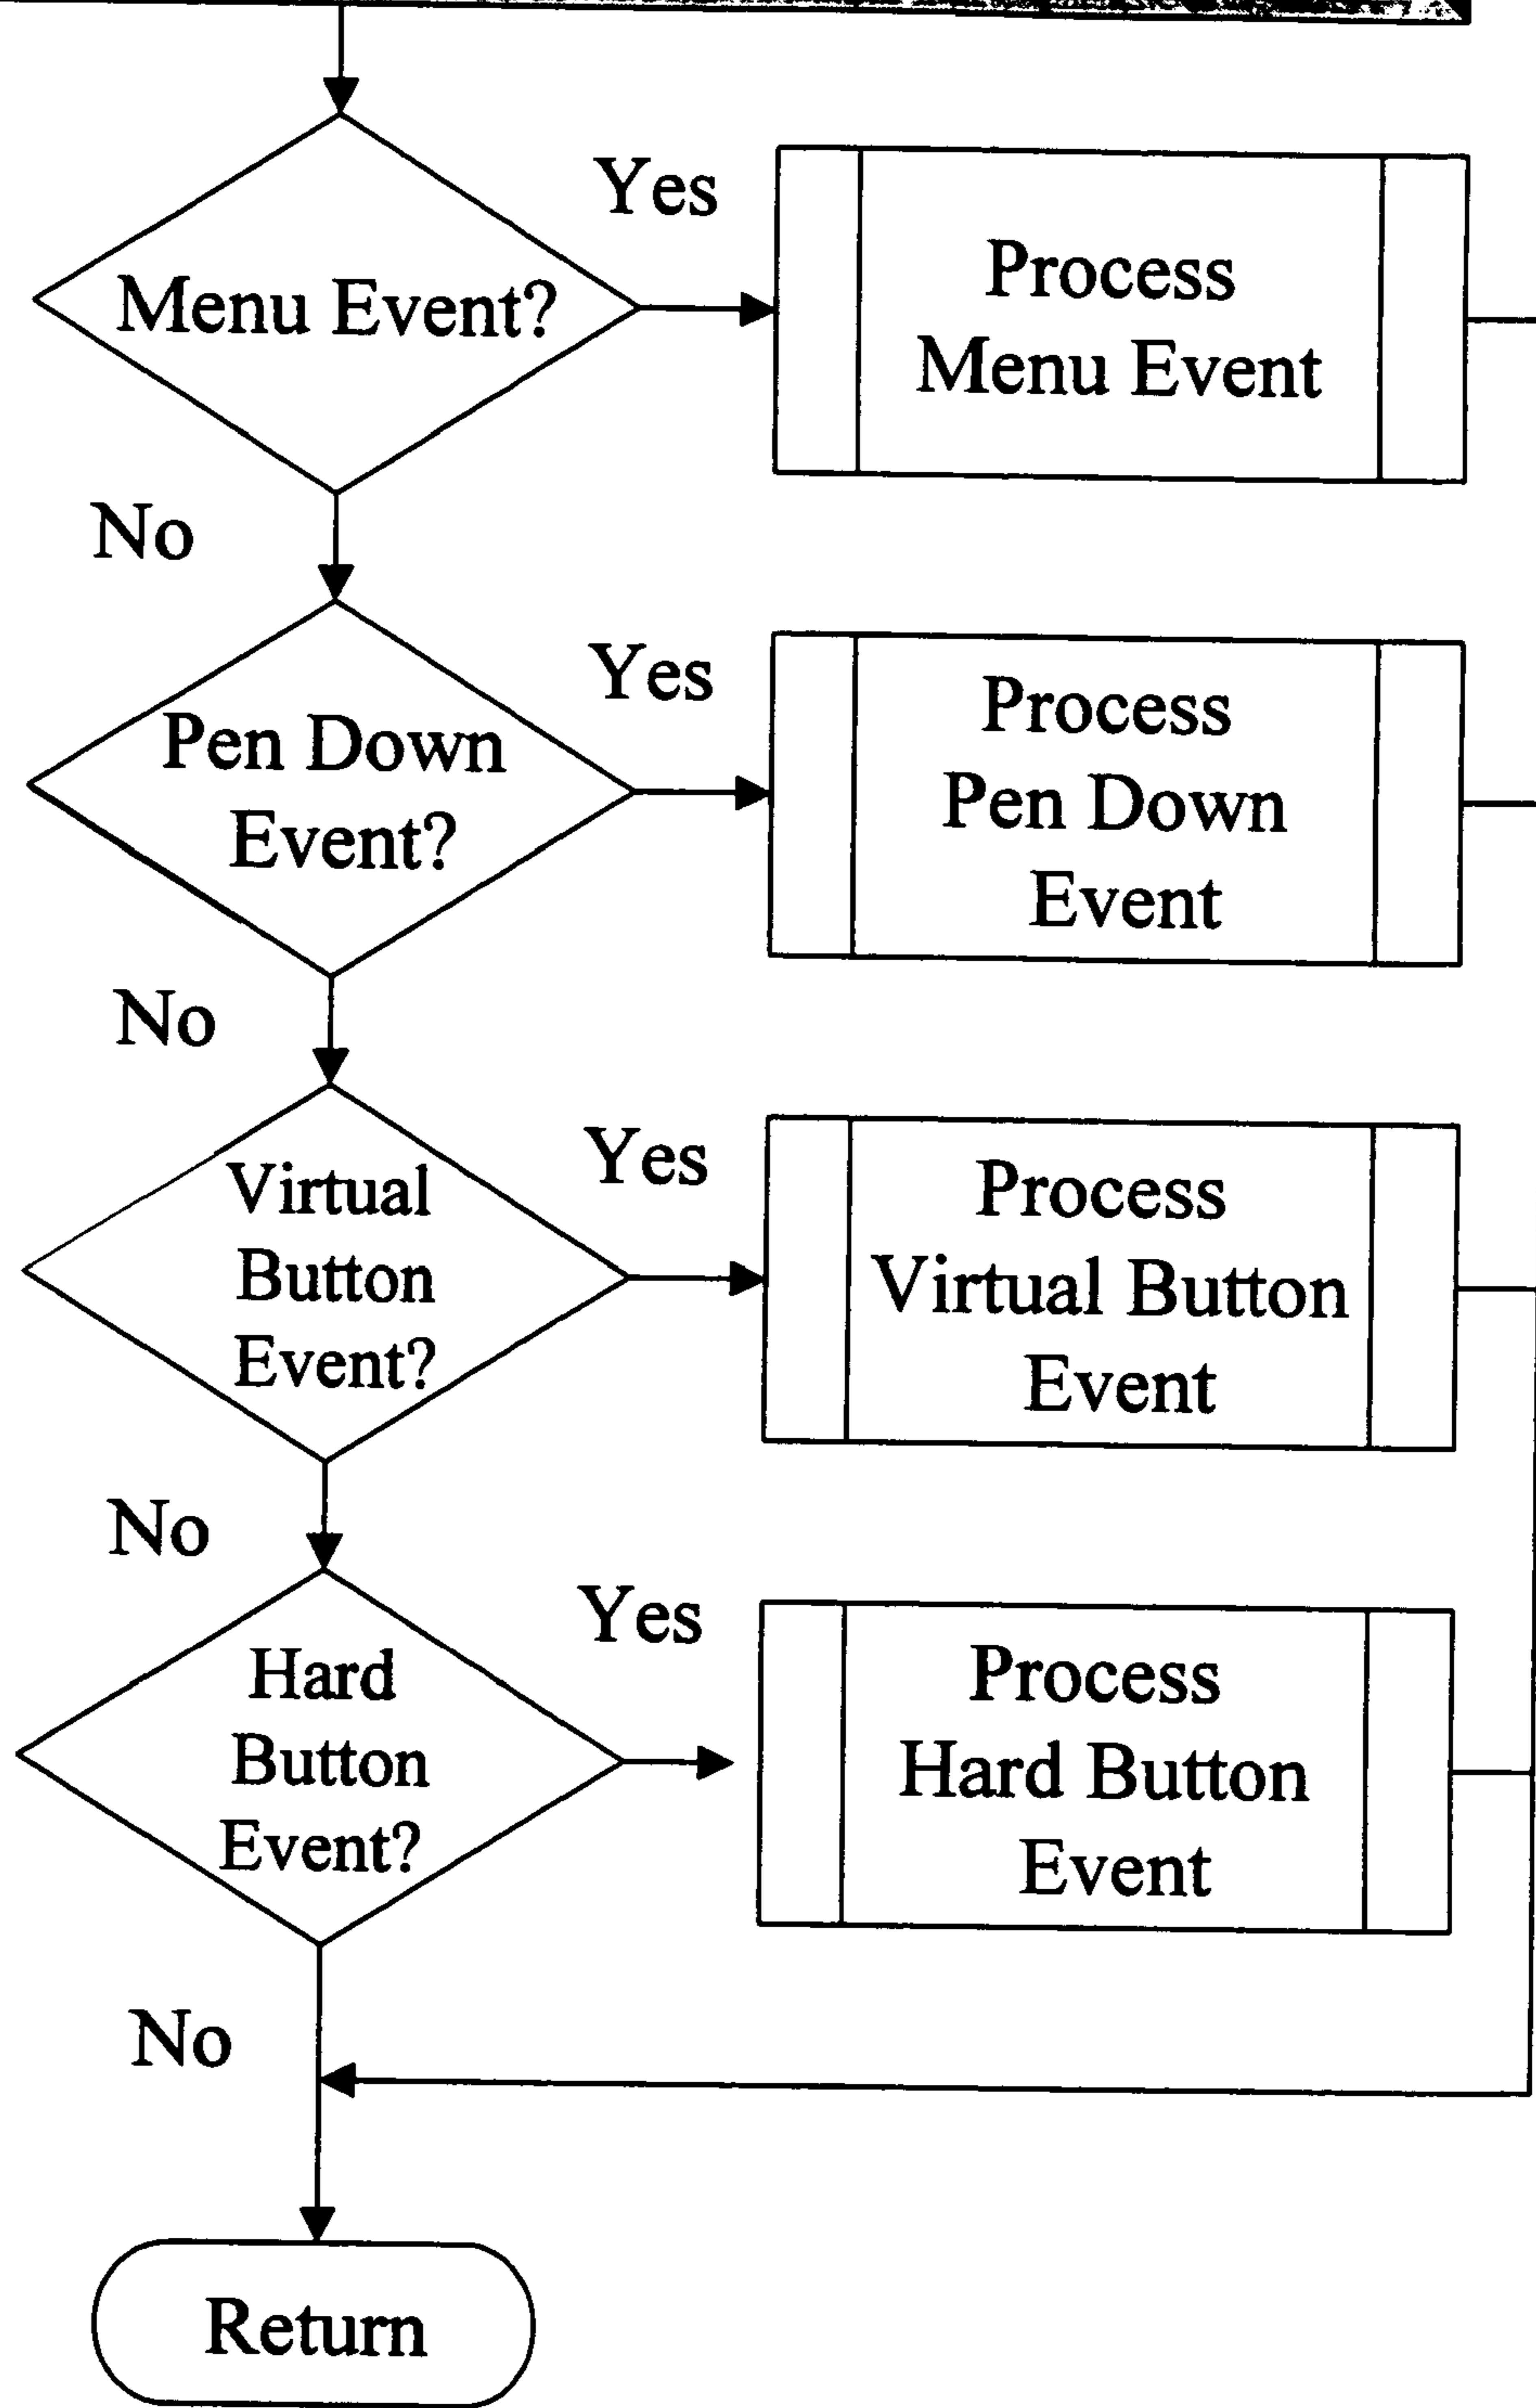 Yes
Menu Event?
Process
Menu Event
No
Yes
Pen Down
Event?
Process
Pen Down
Event
No
Yes
Virtual
Button
Event?
Process
Virtual Button
Event
No
Yes
Hard
Button
Event?
Process
Hard Button
Event
No
Return